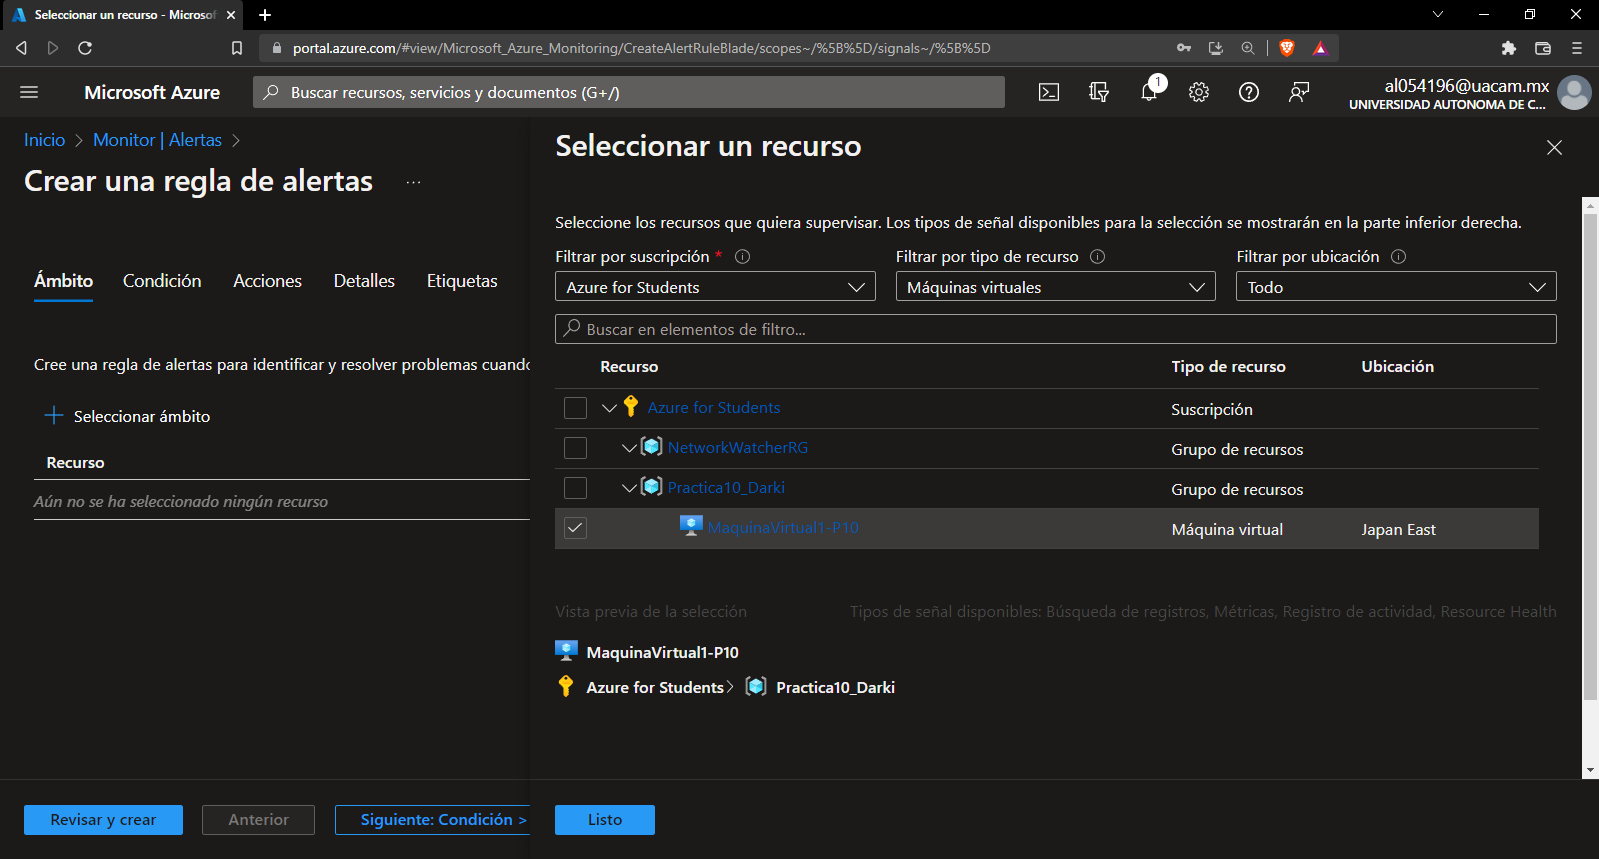 Seleccionar un recurso - Microsof
portal.azure.com/#view/Microsoft_Azure_Monitoring/CreateAlertRuleBlade/scopes~/%5B%5D/signals~/%5B%5D
Microsoft Azure
Buscar recursos, servicios y documentos (G+/)
1
al054196@uacam.mx
UNIVERSIDAD AUTONOMA DE C...
Inicio > Monitor | Alertas >
Crear una regla de alertas ...
Ámbito Condición Acciones Detalles Etiquetas
Cree una regla de alertas para identificar y resolver problemas cuando
+ Seleccionar ámbito
Recurso
Aún no se ha seleccionado ningún recurso
Revisar y crear Anterior Siguiente: Condición >
Seleccionar un recurso
Seleccione los recursos que quiera supervisar. Los tipos de señal disponibles para la selección se mostrarán en la parte inferior derecha.
Filtrar por suscripción * Filtrar por tipo de recurso Filtrar por ubicación
Azure for Students Máquinas virtuales Todo
Buscar en elementos de filtro...
Recurso Tipo de recurso Ubicación
Azure for Students Suscripción
NetworkWatcherRG Grupo de recursos
Practica10_Darki Grupo de recursos
MaquinaVirtual1-P10 Máquina virtual Japan East
Vista previa de la selección Tipos de señal disponibles: Búsqueda de registros, Métricas, Registro de actividad, Resource Health
MaquinaVirtual1-P10
Azure for Students > Practica10_Darki
Listo